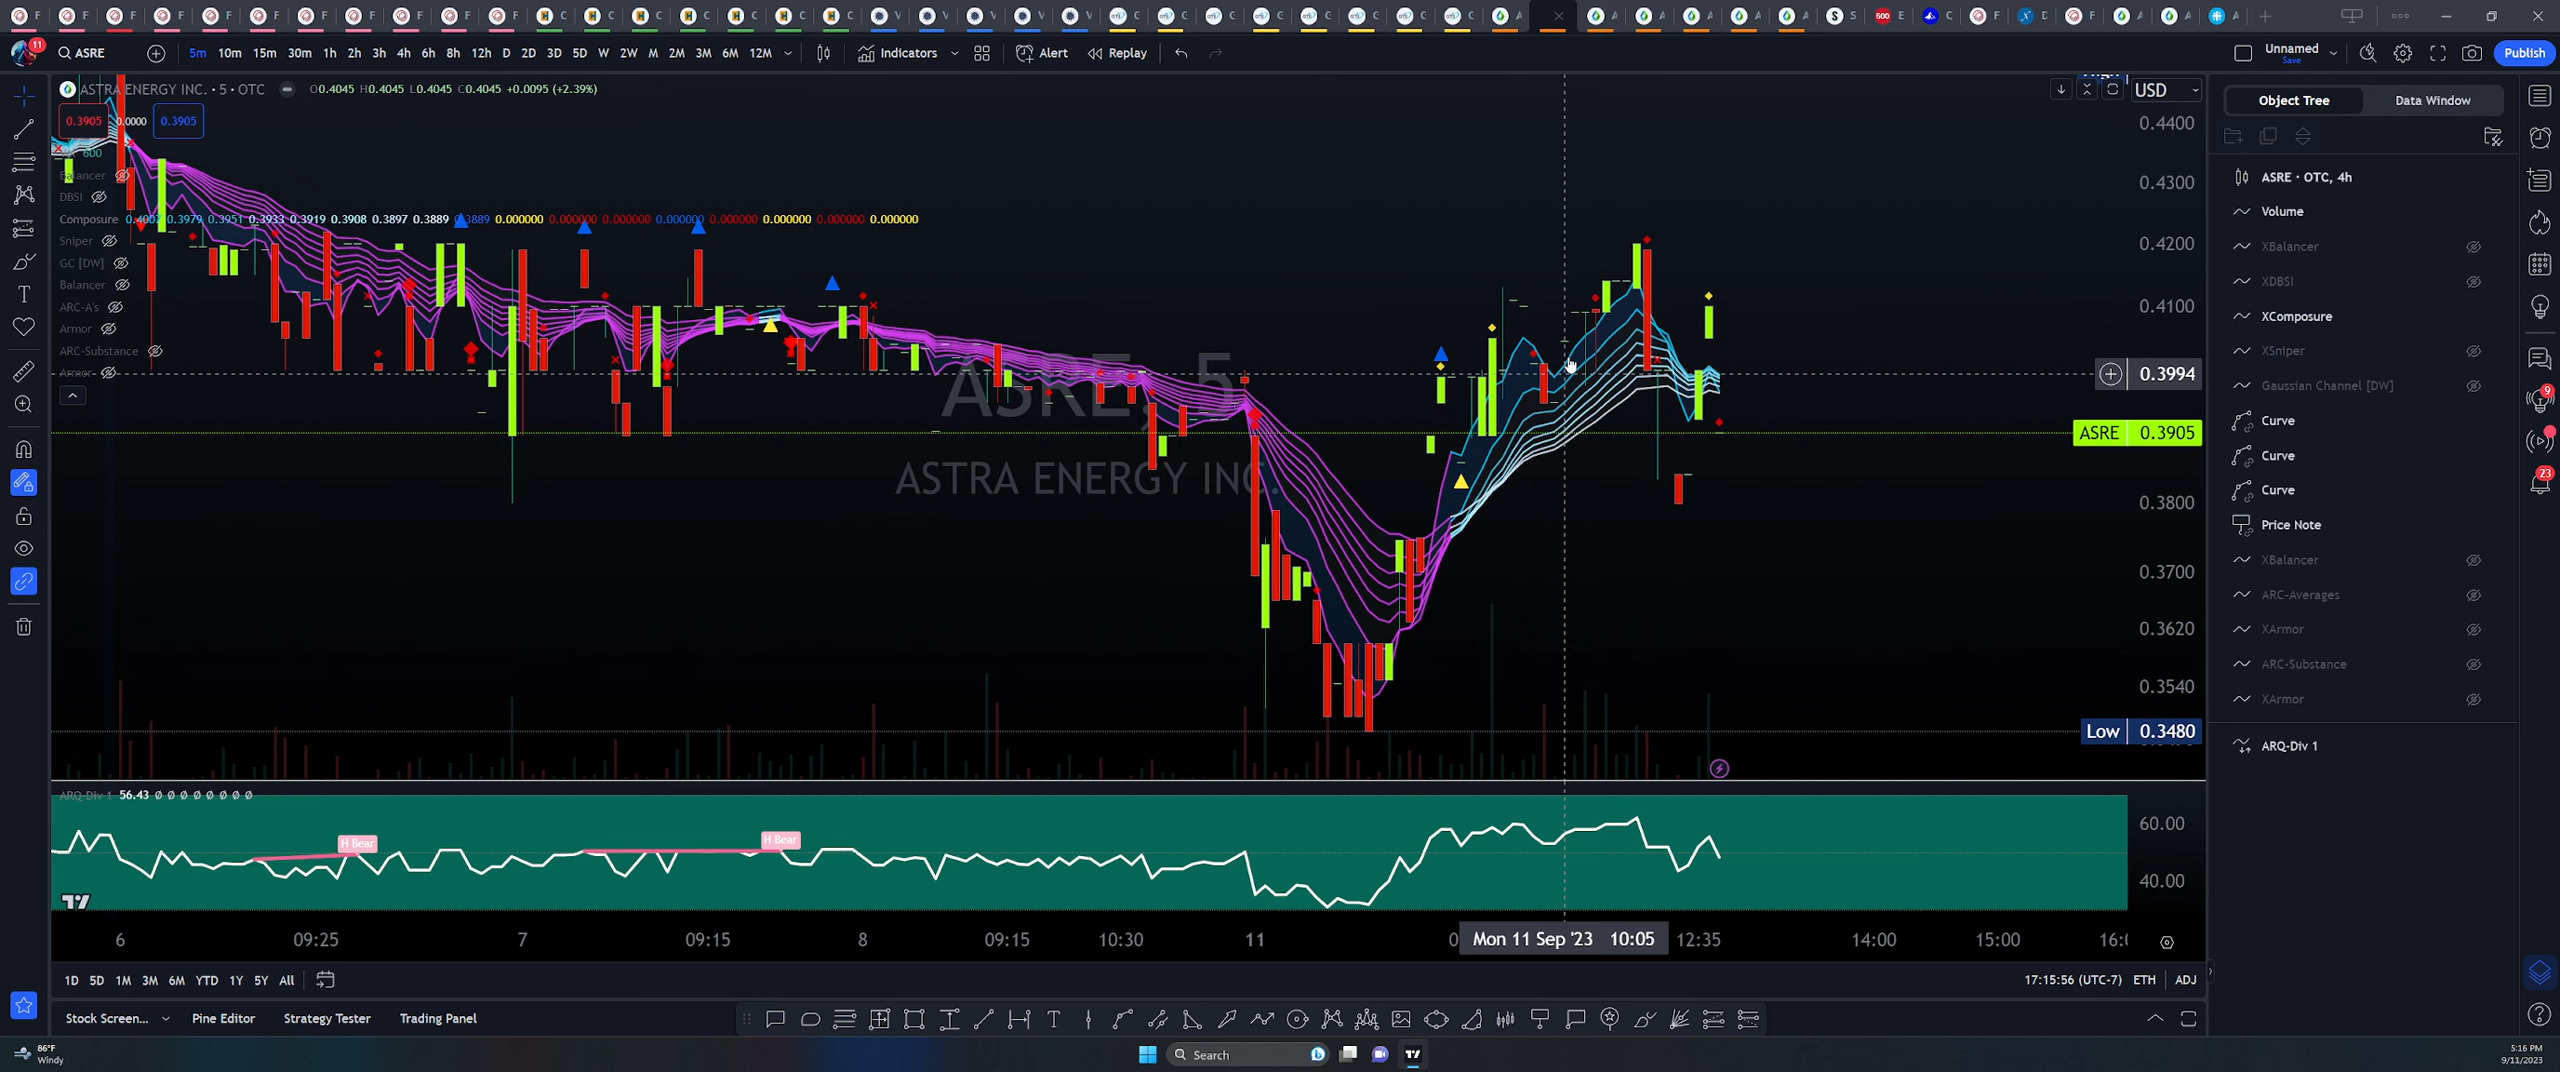 11
ASRE
5m 10m 15m 30m 1h 2h 3h 4h 6h 8h 12h D 2D 3D 5D W 2W M 2M 3M 6M 12M
Indicators
Alert
Replay
Unnamed
Save
Publish
ASTRA ENERGY INC. • 5 • OTC
O0.4045 H0.4045 L0.4045 C0.4045 +0.0095 (+2.39%)
0.3905 0.0000 0.3905
600
Balancer
DBSI
Composure 0.4007 0.3979 0.3951 0.3933 0.3919 0.3908 0.3897 0.3889 0.3889 0.000000 0.000000 0.000000 0.000000 0.000000 0.000000 0.000000 0.000000
Sniper
GC [DW]
Balancer
ARC-A's
Armor
ARC-Substance
Armor
ASRE, 5
ASTRA ENERGY INC.
USD
0.4400
0.4300
0.4200
0.4100
0.3994
ASRE 0.3905
0.3800
0.3700
0.3620
0.3540
Low 0.3480
ARQ-Div 1 56.43 Ø Ø Ø Ø Ø Ø Ø Ø
H Bear
H Bear
60.00
40.00
6 09:25 7 09:15 8 09:15 10:30 11 Mon 11 Sep '23 10:05 12:35 14:00 15:00
1D 5D 1M 3M 6M YTD 1Y 5Y All
17:15:56 (UTC-7) ETH ADJ
Stock Screen... Pine Editor Strategy Tester Trading Panel
Object Tree Data Window
ASRE • OTC, 4h
Volume
XBalancer
XDBSI
XComposure
XSniper
Gaussian Channel [DW]
Curve
Curve
Curve
Price Note
XBalancer
ARC-Averages
XArmor
ARC-Substance
XArmor
ARQ-Div 1
9
23
86°F
Windy
Search
5:16 PM
9/11/2023